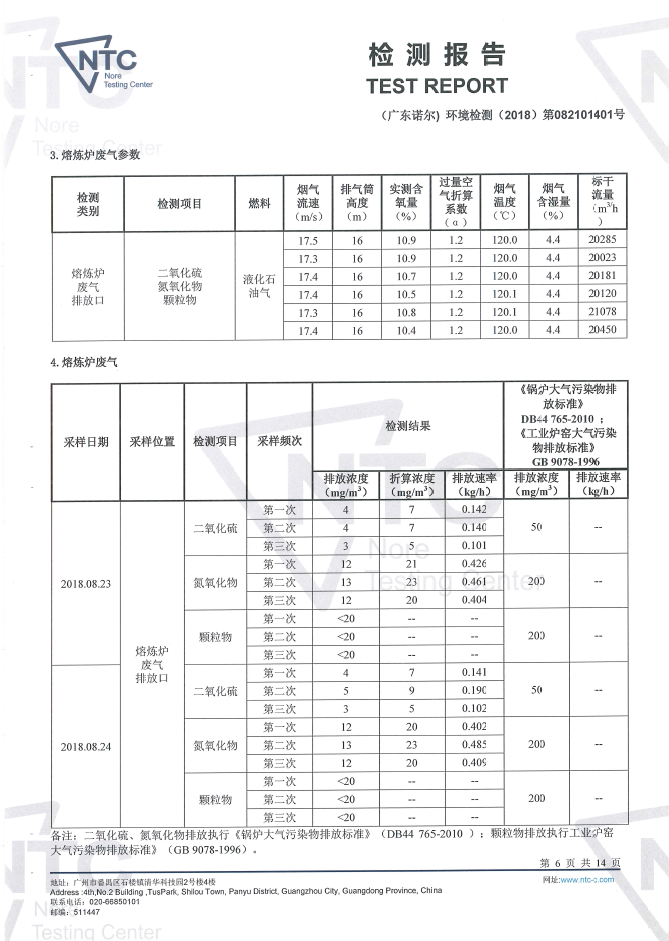 NTC
Nore
Testing Center
检 测 报 告
TEST REPORT
（广东诺尔）环境检测（2018）第082101401号
3. 熔炼炉废气参数
检测类别 检测项目 燃料 烟气流速（m/s） 排气筒高度（m） 实测含氧量（%） 过量空气折算系数（α） 烟气温度（℃） 烟气含湿量（%） 标干流量（m³/h）
熔炼炉废气排放口 二氧化硫 氮氧化物 颗粒物 液化石油气
17.5 16 10.9 1.2 120.0 4.4 20285
17.3 16 10.9 1.2 120.0 4.4 20023
17.4 16 10.7 1.2 120.0 4.4 20181
17.4 16 10.5 1.2 120.1 4.4 20120
17.3 16 10.8 1.2 120.1 4.4 21078
17.4 16 10.4 1.2 120.0 4.4 20450
4. 熔炼炉废气
采样日期 采样位置 检测项目 采样频次 检测结果 《锅炉大气污染物排放标准》DB44 765-2010；《工业炉窑大气污染物排放标准》GB 9078-1996
排放浓度（mg/m³） 折算浓度（mg/m³） 排放速率（kg/h） 排放浓度（mg/m³） 排放速率（kg/h）
2018.08.23 熔炼炉废气排放口
二氧化硫 第一次 4 7 0.142 50 --
第二次 4 7 0.140
第三次 3 5 0.101
氮氧化物 第一次 12 21 0.426 200 --
第二次 13 23 0.461
第三次 12 20 0.404
颗粒物 第一次 <20 -- -- 200 --
第二次 <20 -- --
第三次 <20 -- --
2018.08.24
二氧化硫 第一次 4 7 0.141 50 --
第二次 5 9 0.190
第三次 3 5 0.102
氮氧化物 第一次 12 20 0.402 200 --
第二次 13 23 0.485
第三次 12 20 0.409
颗粒物 第一次 <20 -- -- 200 --
第二次 <20 -- --
第三次 <20 -- --
备注：二氧化硫、氮氧化物排放执行《锅炉大气污染物排放标准》（DB44 765-2010 ）；颗粒物排放执行工业炉窑
大气污染物排放标准》（GB 9078-1996）。
第 6 页 共 14 页
地址：广州市番禺区石楼镇清华科技园2号楼4楼
网址:www.ntc-c.com
Address :4th,No.2 Building ,TusPark, Shilou Town, Panyu District, Guangzhou City, Guangdong Province, China
联系电话：020-66850101
邮编：511447